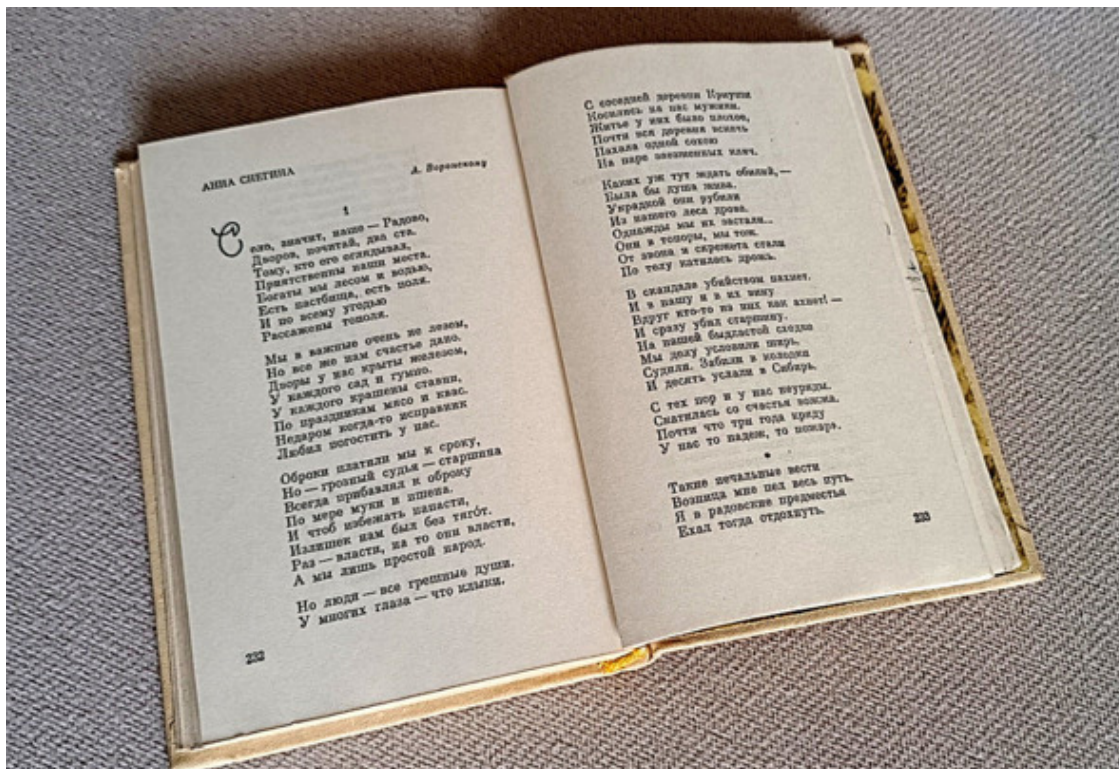 АННА СНЕГИНА
А. Воронскому
1
Село, значит, наше — Радово,
Дворов, почитай, два ста.
Тому, кто его оглядывал,
Приятственны наши места.
Богаты мы лесом и водью,
Есть пастбища, есть поля.
И по всему угодью
Рассажены тополя.
Мы в важные очень не лезем,
Но все же нам счастье дано.
Дворы у нас крыты железом,
У каждого сад и гумно.
У каждого крашены ставни,
По праздникам мясо и квас.
Недаром когда-то исправник
Любил погостить у нас.
Оброки платили мы к сроку,
Но — грозный судья — старшина
Всегда прибавлял к оброку
По мере муки и пшена.
И чтоб избежать напасти,
Излишек нам был без тягóт.
Раз — власти, на то они власти,
А мы лишь простой народ.
Но люди — все грешные души.
У многих глаза — что клыки.
232
С соседней деревни Криуши
Косились на нас мужики.
Житье у них было плохое,
Почти вся деревня вскачь
Пахала одной сохою
На паре заезженных кляч.
Каких уж тут ждать обилий, —
Была бы душа жива.
Украдкой они рубили
Из нашего леса дрова.
Однажды мы их застали...
Они в топоры, мы тож.
От звона и скрежета стали
По телу катилась дрожь.
В скандале убийством пахнет.
И в нашу и в их вину
Вдруг кто-то из них как ахнет! —
И сразу убил старшину.
На нашей быдластой сходке
Мы делу условили ширь.
Судили. Забили в колодки
И десять услали в Сибирь.
С тех пор и у нас неуряды.
Скатилась со счастья вожжа.
Почти что три года кряду
У нас то падеж, то пожар».
*
Такие печальные вести
Возница мне пел весь путь.
Я в радовские предместья
Ехал тогда отдохнуть.
233